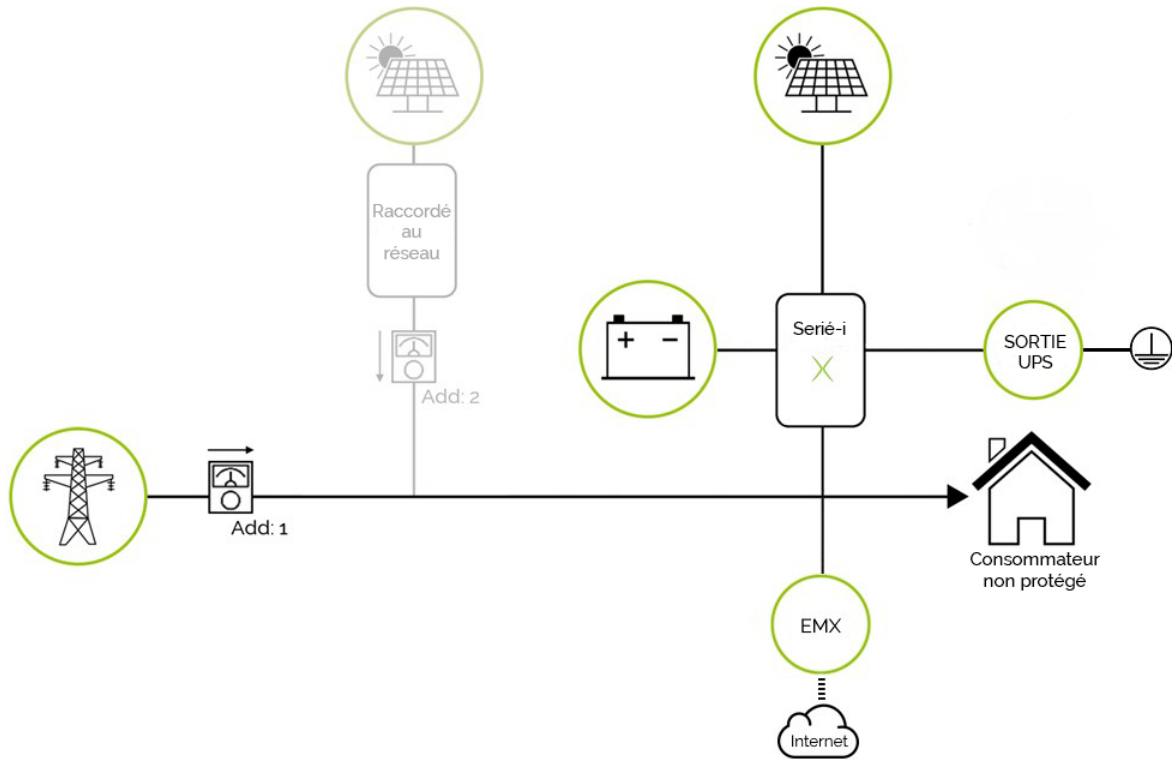 Raccordé
au
réseau
Add: 2
Serié-i
X
+ −
SORTIE
UPS
Add: 1
Consommateur
non protégé
EMX
Internet